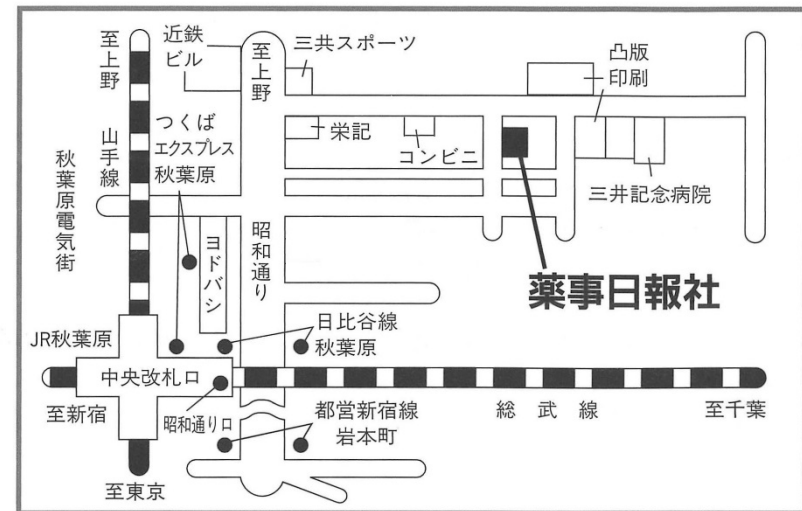 至上野
近鉄
ビル
至上野
三共スポーツ
凸版
印刷
山手線
つくば
エクスプレス
秋葉原
栄記
コンビニ
三井記念病院
秋葉原電気街
ヨドバシ
昭和通り
薬事日報社
JR秋葉原
日比谷線
秋葉原
中央改札口
至新宿
昭和通り口
都営新宿線
岩本町
総武線
至千葉
至東京